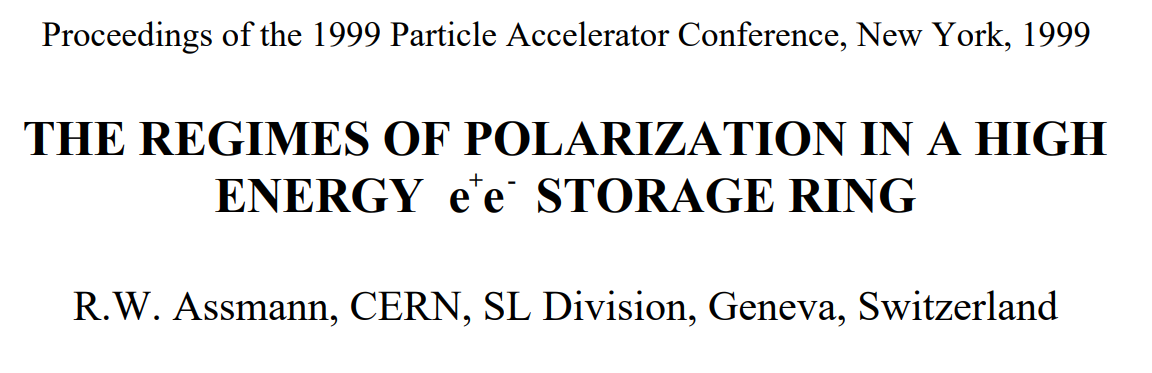 Proceedings of the 1999 Particle Accelerator Conference, New York, 1999
THE REGIMES OF POLARIZATION IN A HIGH
ENERGY e⁺e⁻ STORAGE RING
R.W. Assmann, CERN, SL Division, Geneva, Switzerland